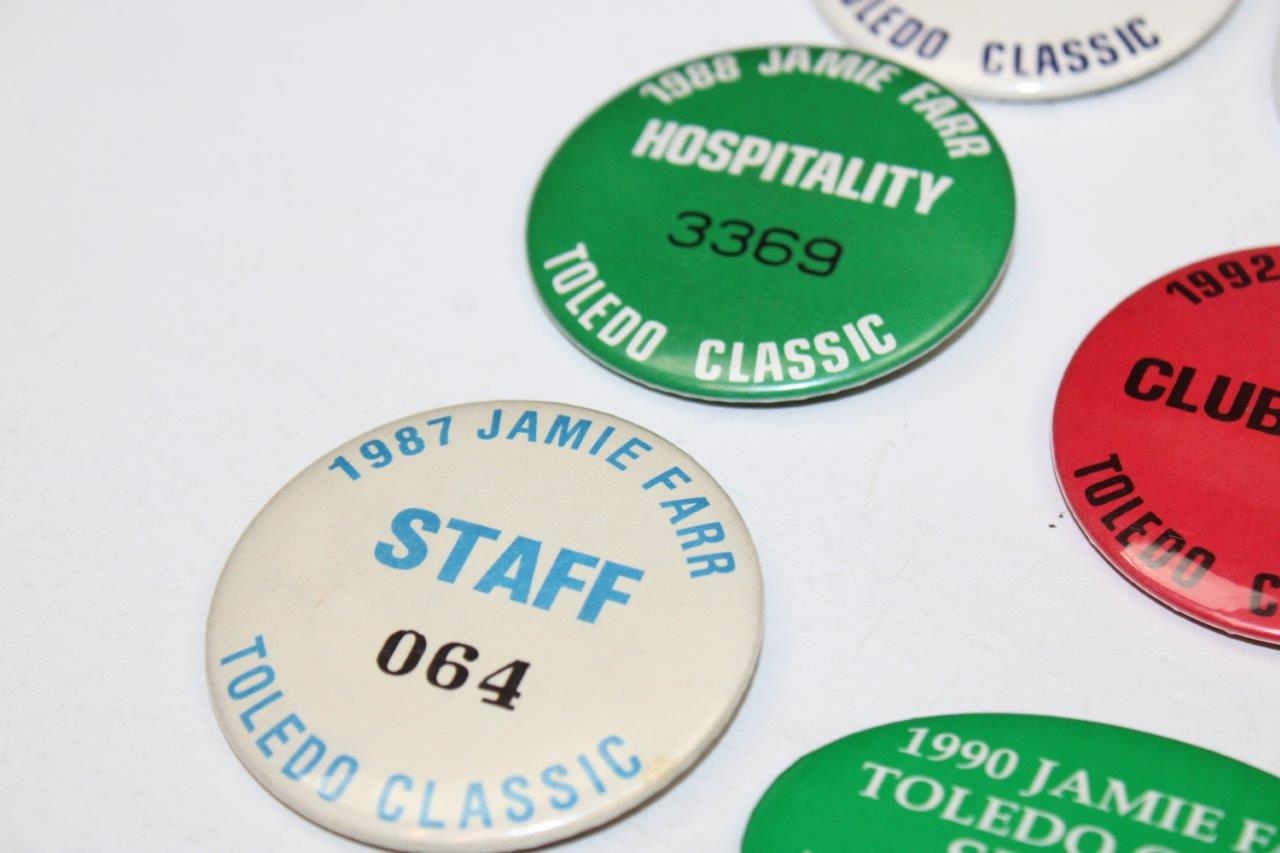 TOLEDO CLASSIC
1988 JAMIE FARR
HOSPITALITY
3369
TOLEDO CLASSIC
1992
CLUB
TOLEDO C
1987 JAMIE FARR
STAFF
064
TOLEDO CLASSIC
1990 JAMIE FA
TOLEDO C